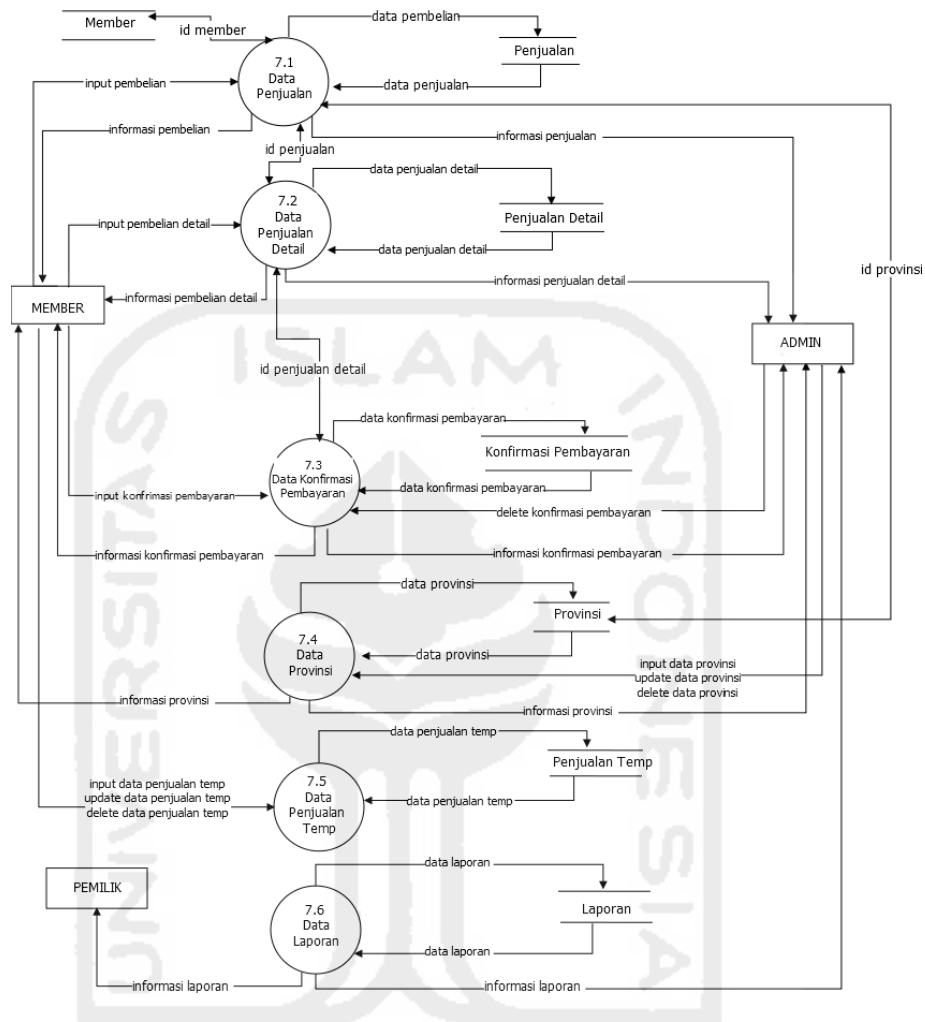 Member
id member
data pembelian
Penjualan
7.1
Data
Penjualan
input pembelian
data penjualan
informasi pembelian
informasi penjualan
id penjualan
data penjualan detail
7.2
Data
Penjualan
Detail
input pembelian detail
Penjualan Detail
data penjualan detail
id provinsi
informasi penjualan detail
informasi pembelian detail
MEMBER
ADMIN
id penjualan detail
data konfirmasi pembayaran
Konfirmasi Pembayaran
7.3
Data Konfirmasi
Pembayaran
input konfrimasi pembayaran
data konfirmasi pembayaran
delete konfirmasi pembayaran
informasi konfirmasi pembayaran
informasi konfirmasi pembayaran
data provinsi
Provinsi
7.4
Data
Provinsi
data provinsi
input data provinsi
update data provinsi
delete data provinsi
informasi provinsi
informasi provinsi
data penjualan temp
Penjualan Temp
7.5
Data
Penjualan
Temp
input data penjualan temp
update data penjualan temp
delete data penjualan temp
data penjualan temp
data laporan
PEMILIK
7.6
Data
Laporan
Laporan
data laporan
informasi laporan
informasi laporan
UNIVERSITAS
ISLAM
INDONESIA